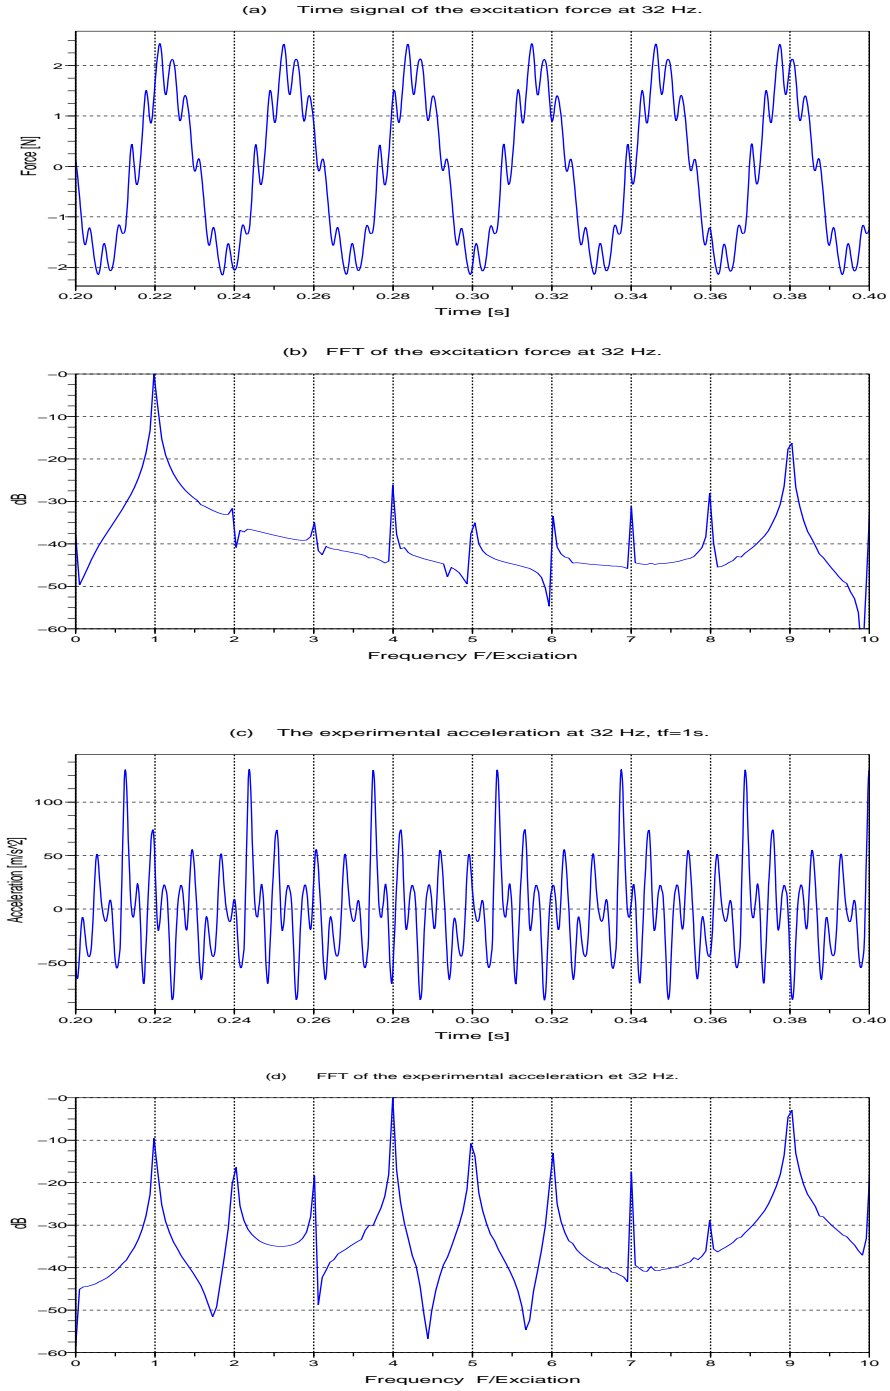 (a) Time signal of the excitation force at 32 Hz.
2
1
0
−1
−2
Force [N]
0.20 0.22 0.24 0.26 0.28 0.30 0.32 0.34 0.36 0.38 0.40
Time [s]
(b) FFT of the excitation force at 32 Hz.
−0
−10
−20
−30
−40
−50
−60
dB
0 1 2 3 4 5 6 7 8 9 10
Frequency F/Exciation
(c) The experimental acceleration at 32 Hz, tf=1s.
100
50
0
−50
Acceleration [m/s^2]
0.20 0.22 0.24 0.26 0.28 0.30 0.32 0.34 0.36 0.38 0.40
Time [s]
(d) FFT of the experimental acceleration et 32 Hz.
−0
−10
−20
−30
−40
−50
−60
dB
0 1 2 3 4 5 6 7 8 9 10
Frequency F/Exciation